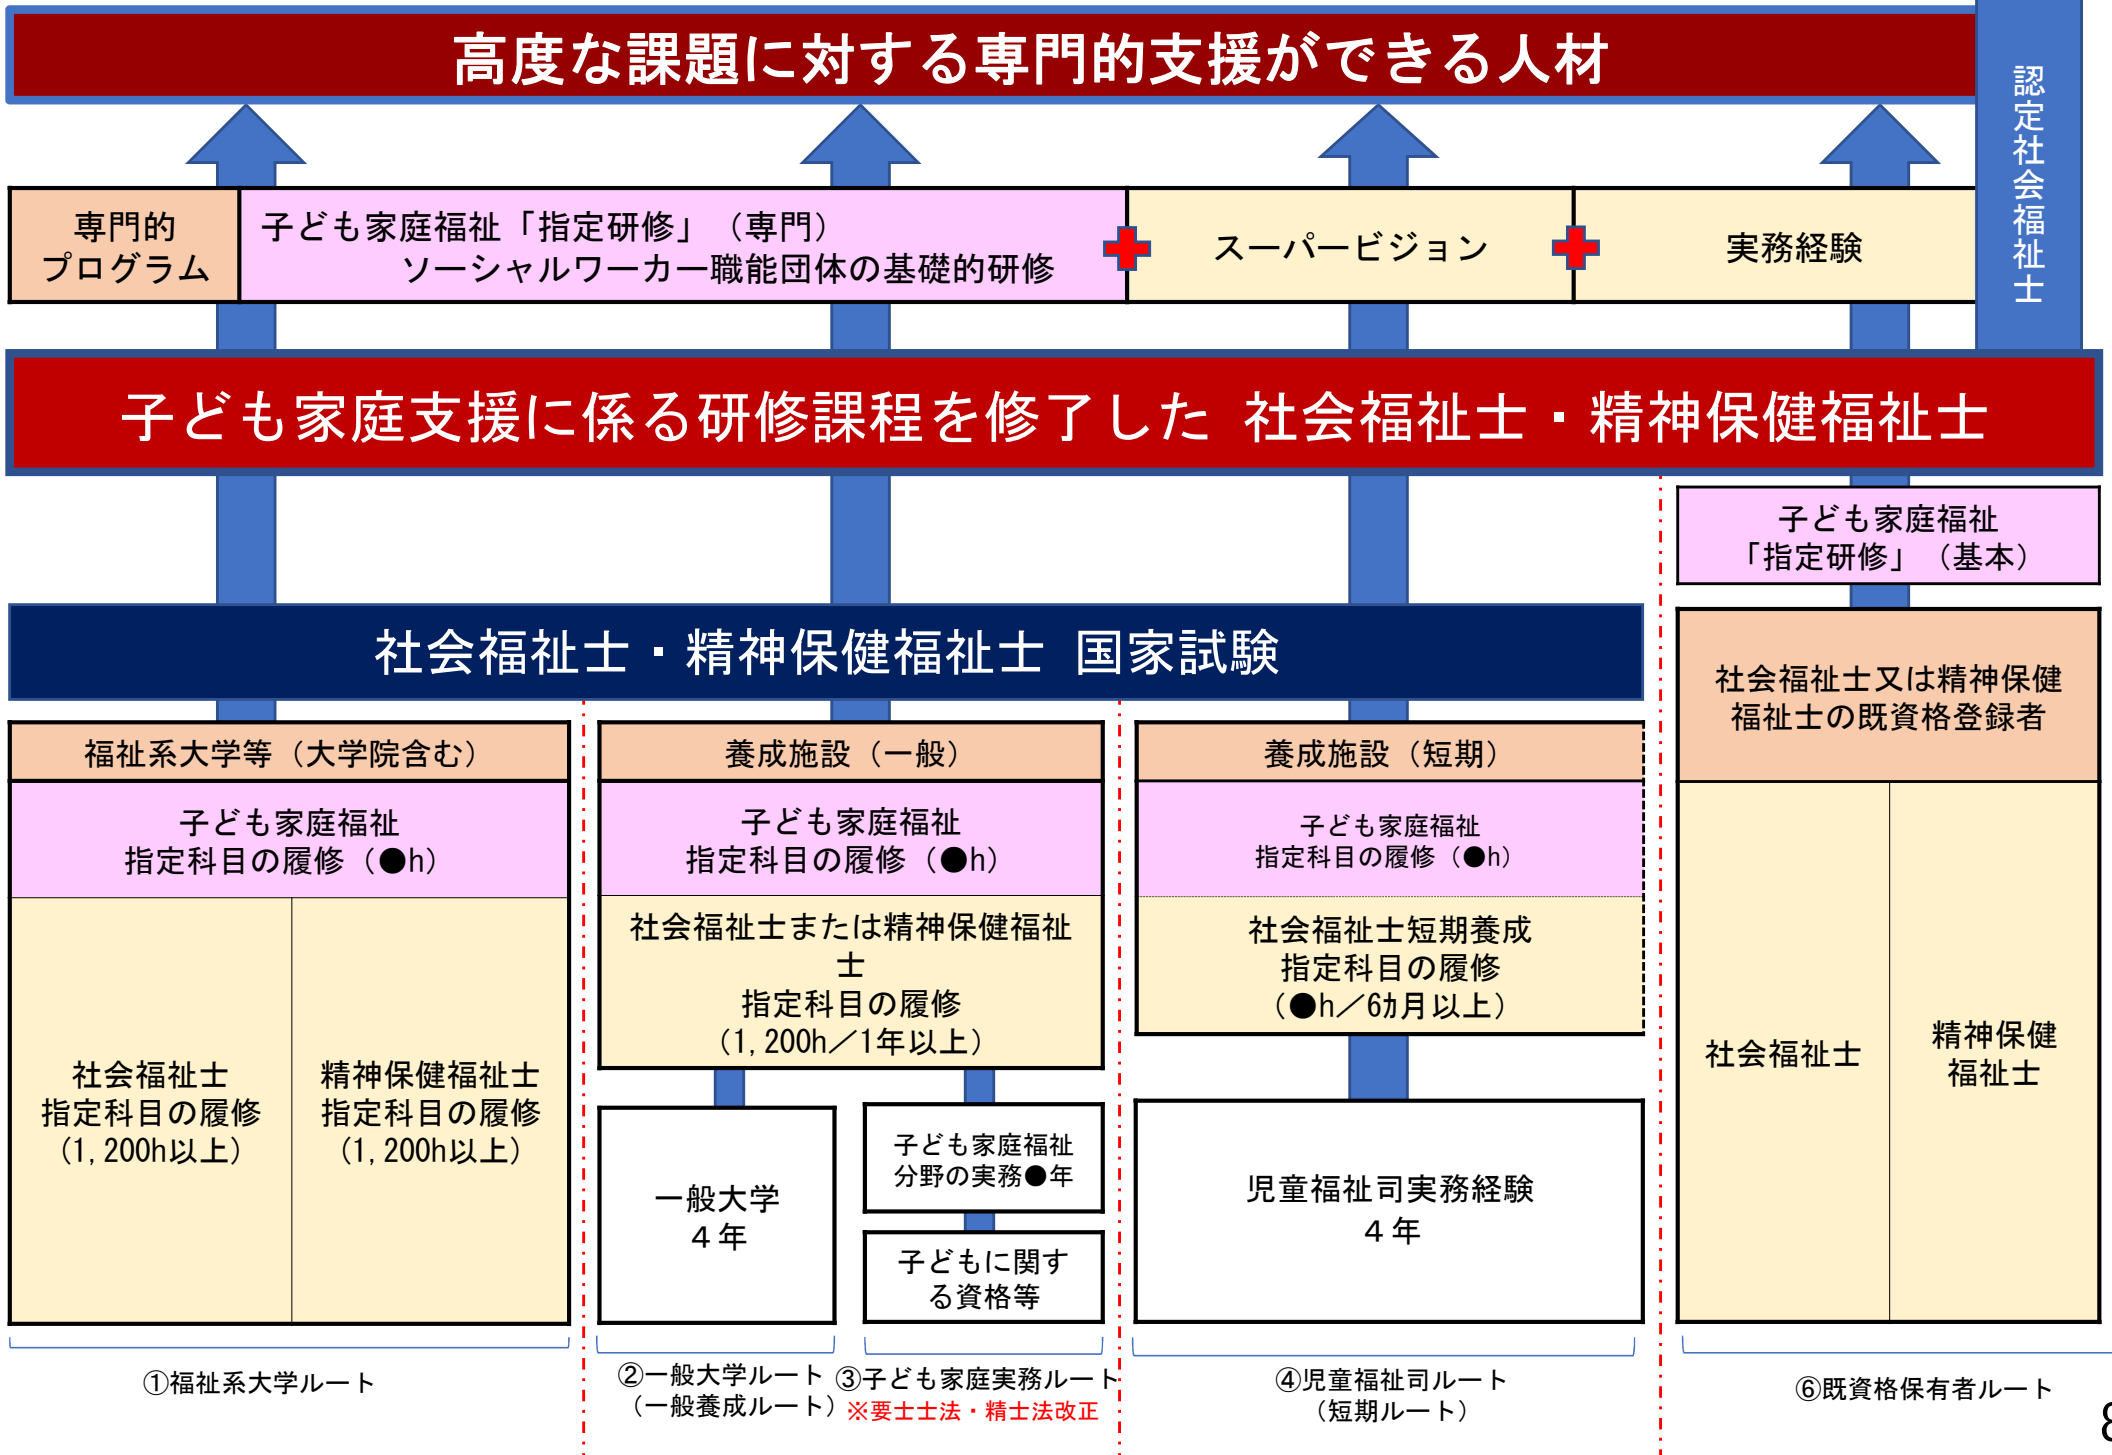 高度な課題に対する専門的支援ができる人材
認定社会福祉士
専門的
プログラム
子ども家庭福祉「指定研修」（専門）
ソーシャルワーカー職能団体の基礎的研修
スーパービジョン
実務経験
子ども家庭支援に係る研修課程を修了した 社会福祉士・精神保健福祉士
子ども家庭福祉
「指定研修」（基本）
社会福祉士・精神保健福祉士 国家試験
社会福祉士又は精神保健
福祉士の既資格登録者
福祉系大学等（大学院含む）
子ども家庭福祉
指定科目の履修（●h）
社会福祉士
指定科目の履修
（1,200h以上）
精神保健福祉士
指定科目の履修
（1,200h以上）
養成施設（一般）
子ども家庭福祉
指定科目の履修（●h）
社会福祉士または精神保健福祉
士
指定科目の履修
（1,200h／1年以上）
一般大学
４年
子ども家庭福祉
分野の実務●年
子どもに関す
る資格等
養成施設（短期）
子ども家庭福祉
指定科目の履修（●h）
社会福祉士短期養成
指定科目の履修
（●h／6ヵ月以上）
児童福祉司実務経験
４年
社会福祉士
精神保健
福祉士
①福祉系大学ルート
②一般大学ルート
（一般養成ルート）
③子ども家庭実務ルート
※要士士法・精士法改正
④児童福祉司ルート
（短期ルート）
⑥既資格保有者ルート
8